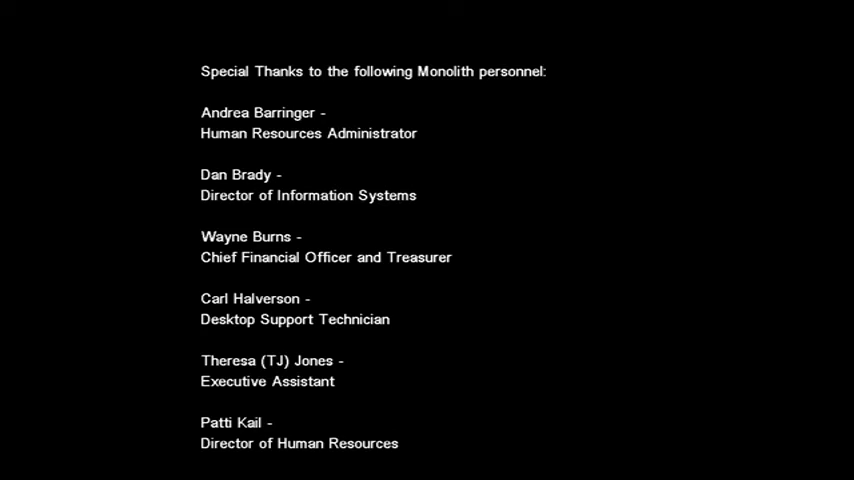 Special Thanks to the following Monolith personnel:
Andrea Barringer -
Human Resources Administrator
Dan Brady -
Director of Information Systems
Wayne Burns -
Chief Financial Officer and Treasurer
Carl Halverson -
Desktop Support Technician
Theresa (TJ) Jones -
Executive Assistant
Patti Kail -
Director of Human Resources